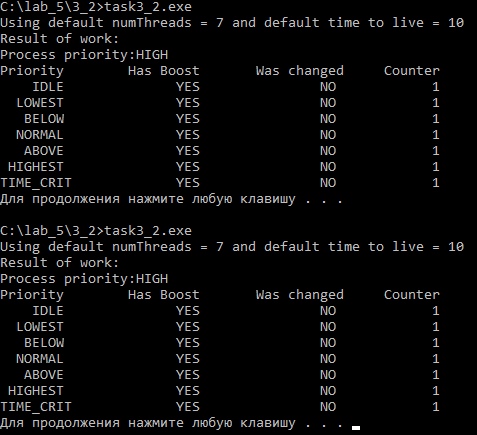 C:\lab_5\3_2>task3_2.exe
Using default numThreads = 7 and default time to live = 10
Result of work:
Process priority:HIGH
Priority        Has Boost       Was changed     Counter
    IDLE              YES                NO           1
  LOWEST              YES                NO           1
   BELOW              YES                NO           1
  NORMAL              YES                NO           1
   ABOVE              YES                NO           1
 HIGHEST              YES                NO           1
TIME_CRIT             YES                NO           1
Для продолжения нажмите любую клавишу . . .
C:\lab_5\3_2>task3_2.exe
Using default numThreads = 7 and default time to live = 10
Result of work:
Process priority:HIGH
Priority        Has Boost       Was changed     Counter
    IDLE              YES                NO           1
  LOWEST              YES                NO           1
   BELOW              YES                NO           1
  NORMAL              YES                NO           1
   ABOVE              YES                NO           1
 HIGHEST              YES                NO           1
TIME_CRIT             YES                NO           1
Для продолжения нажмите любую клавишу . . .